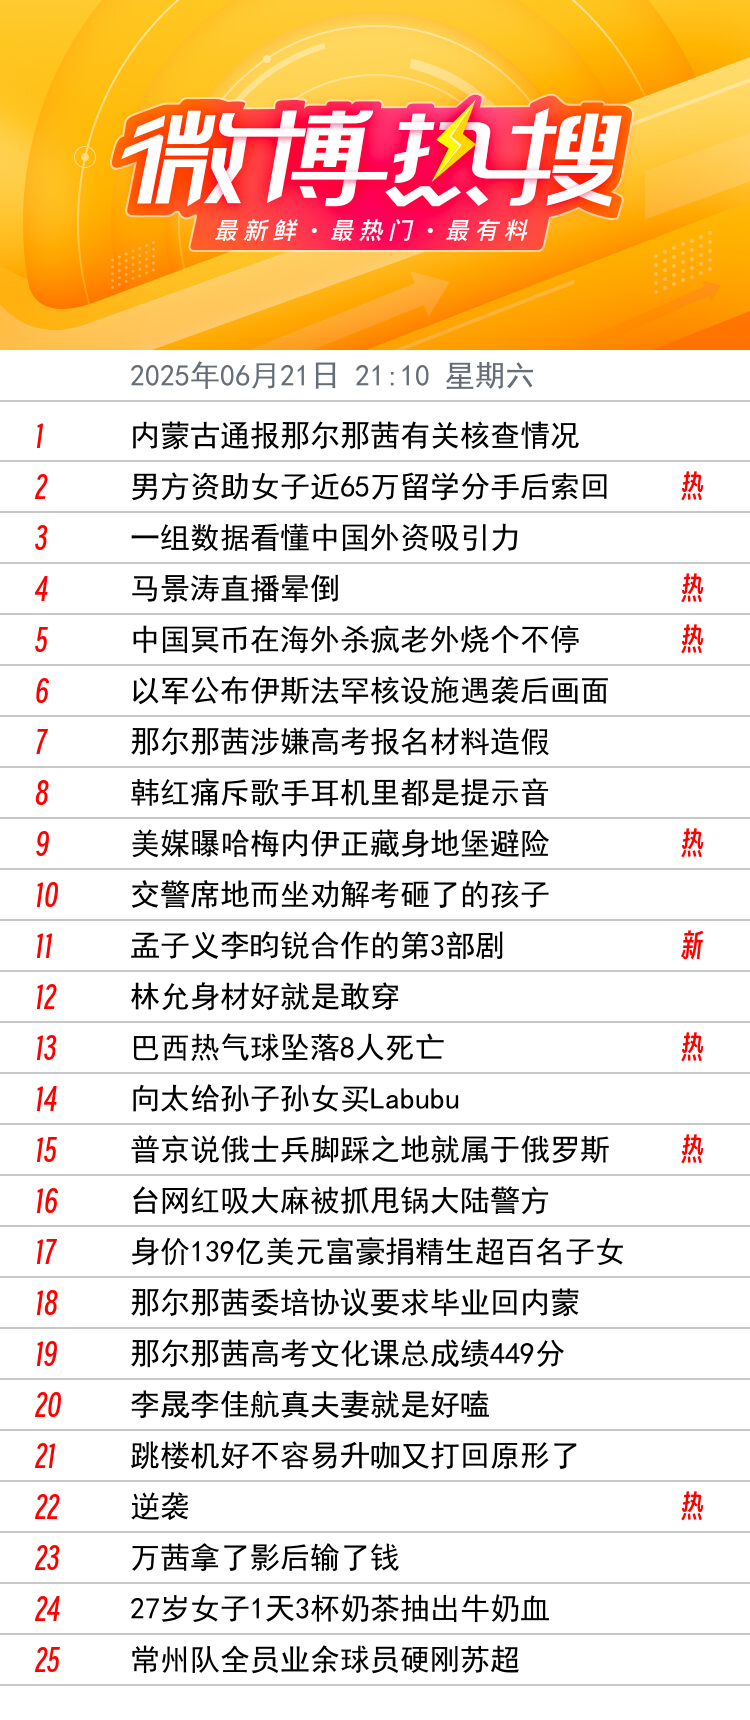 微博热搜
最新鲜·最热门·最有料
2025年06月21日 21:10 星期六
1 内蒙古通报那尔那茜有关核查情况
2 男方资助女子近65万留学分手后索回 热
3 一组数据看懂中国外资吸引力
4 马景涛直播晕倒 热
5 中国冥币在海外杀疯老外烧个不停 热
6 以军公布伊斯法罕核设施遇袭后画面
7 那尔那茜涉嫌高考报名材料造假
8 韩红痛斥歌手耳机里都是提示音
9 美媒曝哈梅内伊正藏身地堡避险 热
10 交警席地而坐劝解考砸了的孩子
11 孟子义李昀锐合作的第3部剧 新
12 林允身材好就是敢穿
13 巴西热气球坠落8人死亡 热
14 向太给孙子孙女买Labubu
15 普京说俄士兵脚踩之地就属于俄罗斯 热
16 台网红吸大麻被抓甩锅大陆警方
17 身价139亿美元富豪捐精生超百名子女
18 那尔那茜委培协议要求毕业回内蒙
19 那尔那茜高考文化课总成绩449分
20 李晟李佳航真夫妻就是好嗑
21 跳楼机好不容易升咖又打回原形了
22 逆袭 热
23 万茜拿了影后输了钱
24 27岁女子1天3杯奶茶抽出牛奶血
25 常州队全员业余球员硬刚苏超